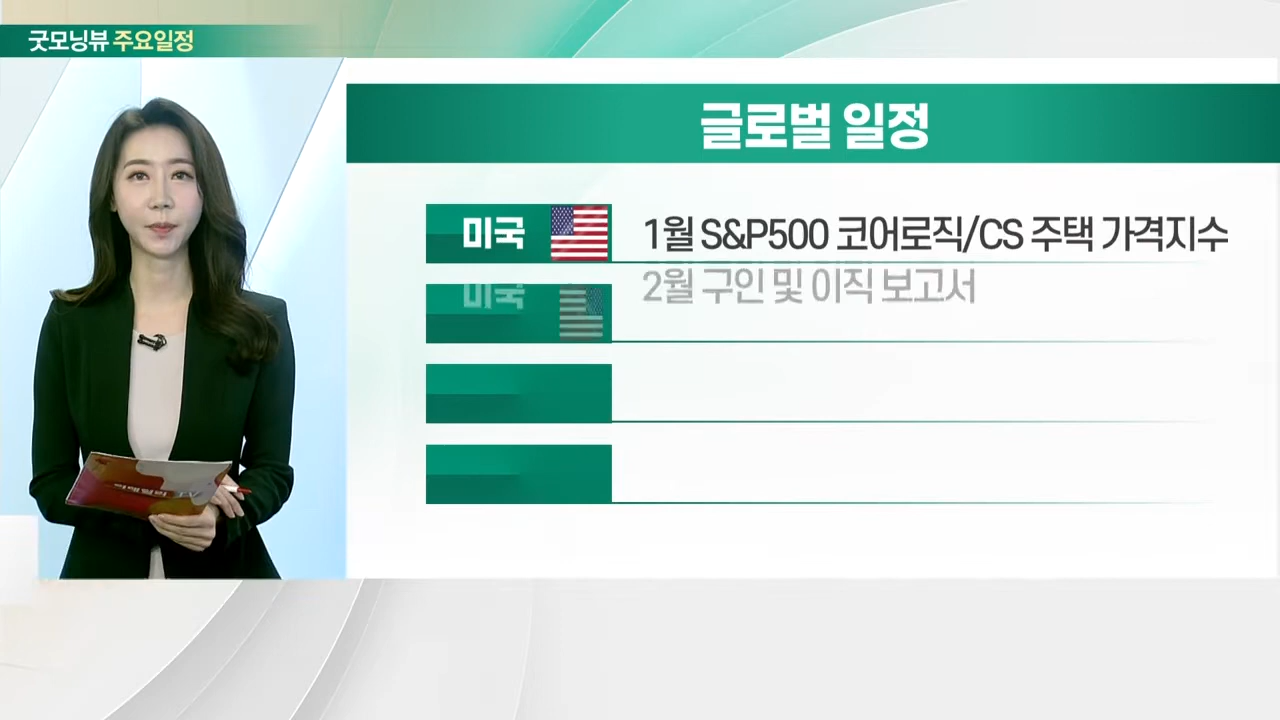 굿모닝뷰 주요일정
글로벌 일정
미국 1월 S&P500 코어로직/CS 주택 가격지수
미국 2월 구인 및 이직 보고서